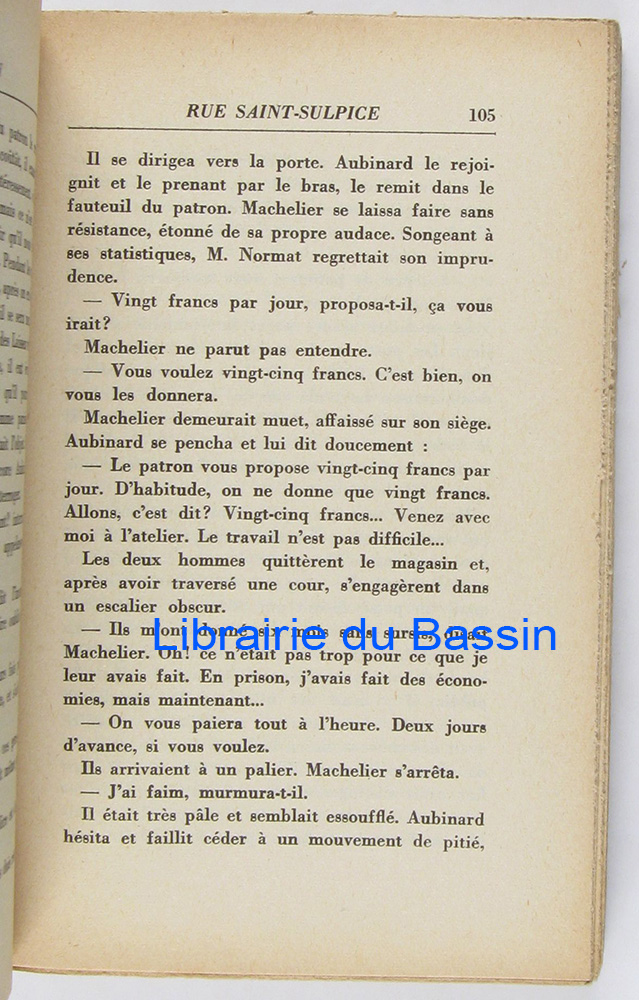 RUE SAINT-SULPICE 105
Il se dirigea vers la porte. Aubinard le rejoi-
gnit et le prenant par le bras, le remit dans le
fauteuil du patron. Machelier se laissa faire sans
résistance, étonné de sa propre audace. Songeant à
ses statistiques, M. Normat regrettait son impru-
dence.
— Vingt francs par jour, proposa-t-il, ça vous
irait?
Machelier ne parut pas entendre.
— Vous voulez vingt-cinq francs. C'est bien, on
vous les donnera.
Machelier demeurait muet, affaissé sur son siège.
Aubinard se pencha et lui dit doucement :
— Le patron vous propose vingt-cinq francs par
jour. D'habitude, on ne donne que vingt francs.
Allons, c'est dit? Vingt-cinq francs... Venez avec
moi à l'atelier. Le travail n'est pas difficile...
Les deux hommes quittèrent le magasin et,
après avoir traversé une cour, s'engagèrent dans
un escalier obscur.
— Ils m'ont donné six mois sans sursis, disait
Librairie du Bassin
Machelier. Oh! ce n'était pas trop pour ce que je
leur avais fait. En prison, j'avais fait des écono-
mies, mais maintenant...
— On vous paiera tout à l'heure. Deux jours
d'avance, si vous voulez.
Ils arrivaient à un palier. Machelier s'arrêta.
— J'ai faim, murmura-t-il.
Il était très pâle et semblait essoufflé. Aubinard
hésita et faillit céder à un mouvement de pitié,